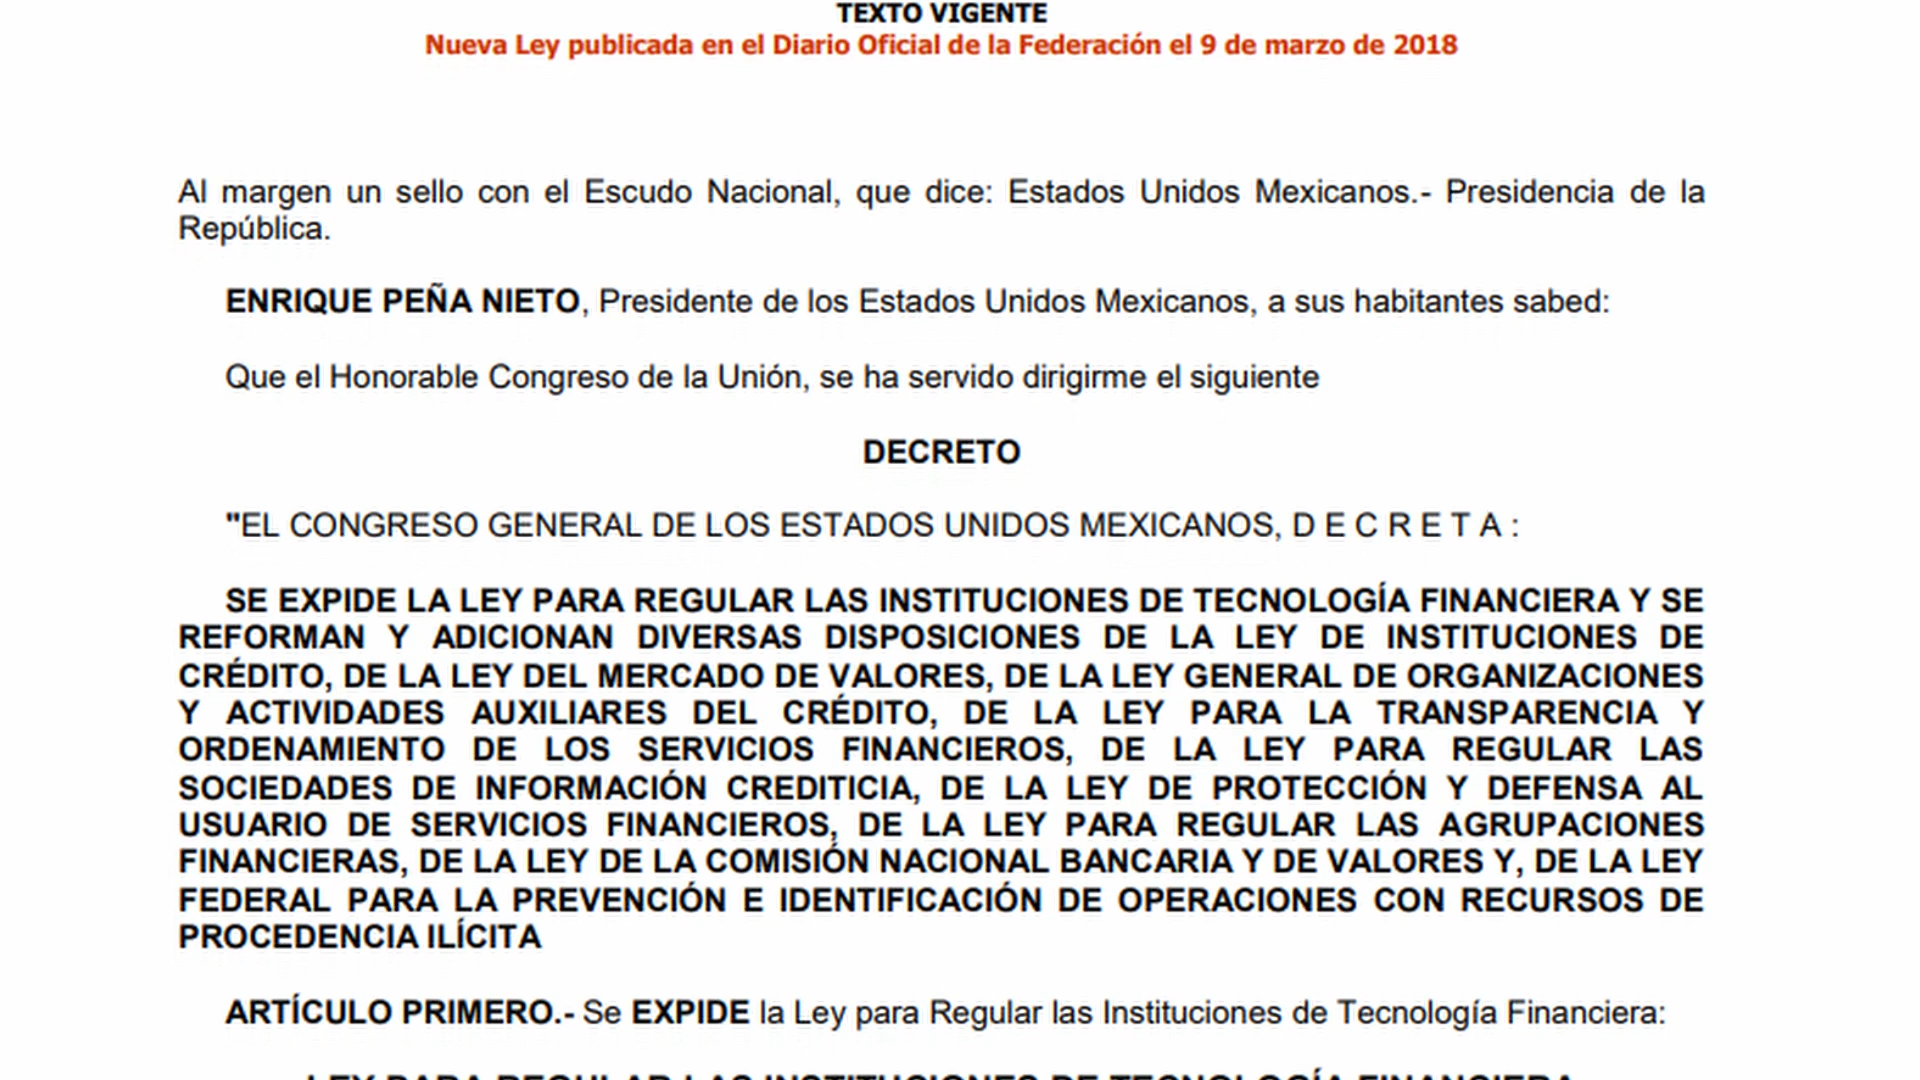 TEXTO VIGENTE
Nueva Ley publicada en el Diario Oficial de la Federación el 9 de marzo de 2018
Al margen un sello con el Escudo Nacional, que dice: Estados Unidos Mexicanos.- Presidencia de la
República.
ENRIQUE PEÑA NIETO, Presidente de los Estados Unidos Mexicanos, a sus habitantes sabed:
Que el Honorable Congreso de la Unión, se ha servido dirigirme el siguiente
DECRETO
"EL CONGRESO GENERAL DE LOS ESTADOS UNIDOS MEXICANOS, D E C R E T A :
SE EXPIDE LA LEY PARA REGULAR LAS INSTITUCIONES DE TECNOLOGÍA FINANCIERA Y SE
REFORMAN Y ADICIONAN DIVERSAS DISPOSICIONES DE LA LEY DE INSTITUCIONES DE
CRÉDITO, DE LA LEY DEL MERCADO DE VALORES, DE LA LEY GENERAL DE ORGANIZACIONES
Y ACTIVIDADES AUXILIARES DEL CRÉDITO, DE LA LEY PARA LA TRANSPARENCIA Y
ORDENAMIENTO DE LOS SERVICIOS FINANCIEROS, DE LA LEY PARA REGULAR LAS
SOCIEDADES DE INFORMACIÓN CREDITICIA, DE LA LEY DE PROTECCIÓN Y DEFENSA AL
USUARIO DE SERVICIOS FINANCIEROS, DE LA LEY PARA REGULAR LAS AGRUPACIONES
FINANCIERAS, DE LA LEY DE LA COMISIÓN NACIONAL BANCARIA Y DE VALORES Y, DE LA LEY
FEDERAL PARA LA PREVENCIÓN E IDENTIFICACIÓN DE OPERACIONES CON RECURSOS DE
PROCEDENCIA ILÍCITA
ARTÍCULO PRIMERO.- Se EXPIDE la Ley para Regular las Instituciones de Tecnología Financiera:
LEY PARA REGULAR LAS INSTITUCIONES DE TECNOLOGÍA FINANCIERA